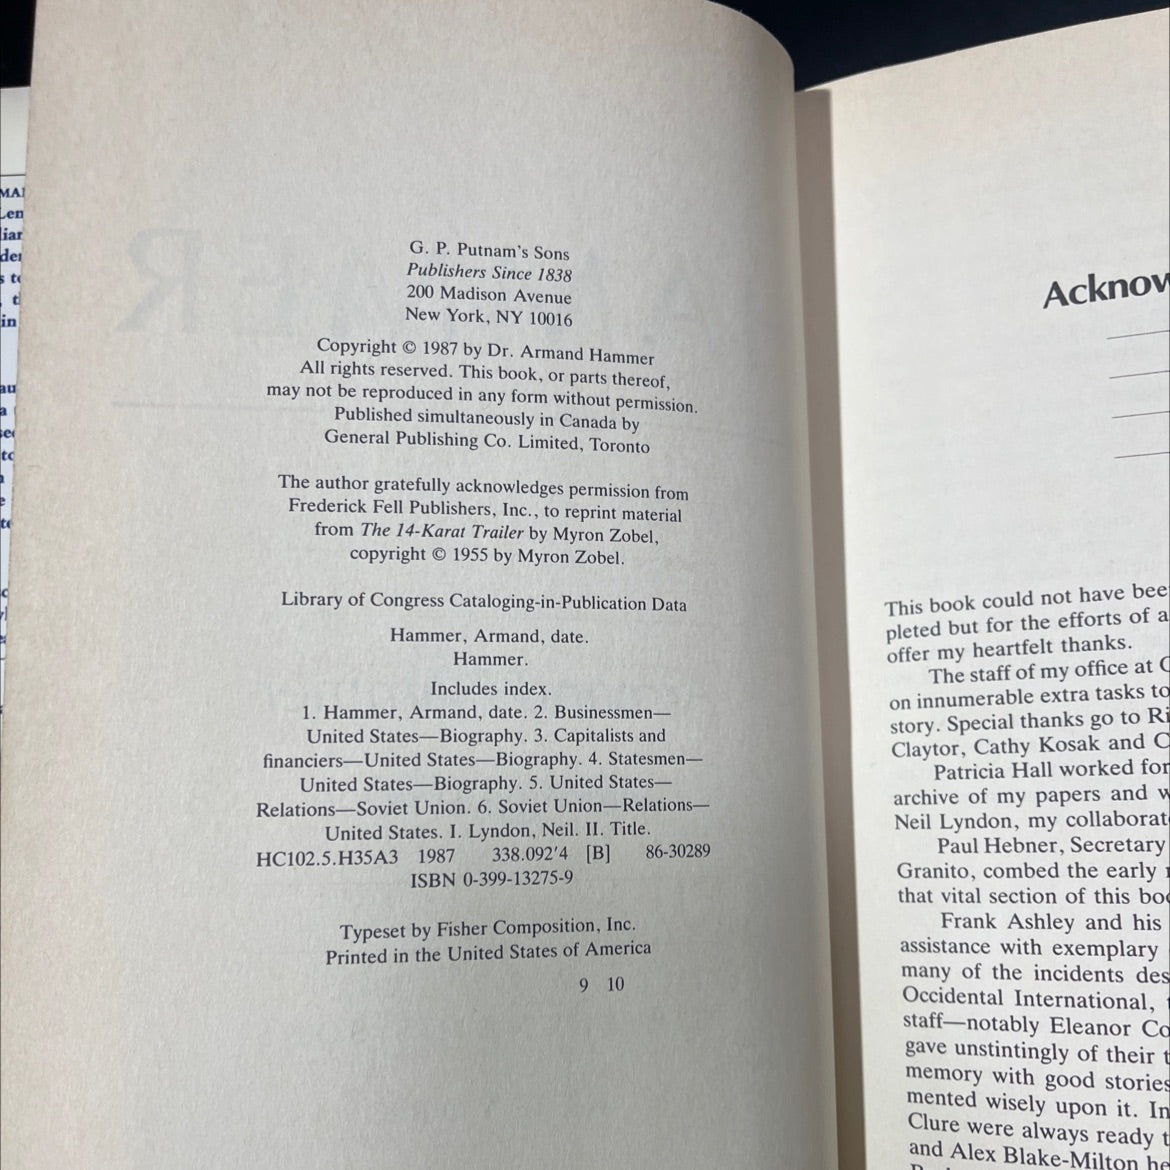 G. P. Putnam's Sons
Publishers Since 1838
200 Madison Avenue
New York, NY 10016
Copyright © 1987 by Dr. Armand Hammer
All rights reserved. This book, or parts thereof,
may not be reproduced in any form without permission.
Published simultaneously in Canada by
General Publishing Co. Limited, Toronto
The author gratefully acknowledges permission from
Frederick Fell Publishers, Inc., to reprint material
from The 14-Karat Trailer by Myron Zobel,
copyright © 1955 by Myron Zobel.
Library of Congress Cataloging-in-Publication Data
Hammer, Armand, date.
Hammer.
Includes index.
1. Hammer, Armand, date. 2. Businessmen—
United States—Biography. 3. Capitalists and
financiers—United States—Biography. 4. Statesmen—
United States—Biography. 5. United States—
Relations—Soviet Union. 6. Soviet Union—Relations—
United States. I. Lyndon, Neil. II. Title.
HC102.5.H35A3 1987 338.092'4 [B] 86-30289
ISBN 0-399-13275-9
Typeset by Fisher Composition, Inc.
Printed in the United States of America
9 10
Acknow
This book could not have bee
pleted but for the efforts of a
offer my heartfelt thanks.
The staff of my office at
on innumerable extra tasks to
story. Special thanks go to Ri
Claytor, Cathy Kosak and C
Patricia Hall worked for
archive of my papers and w
Neil Lyndon, my collaborat
Paul Hebner, Secretary
Granito, combed the early
that vital section of this boo
Frank Ashley and his
assistance with exemplary
many of the incidents des
Occidental International,
staff—notably Eleanor Co
gave unstintingly of their t
memory with good stories
mented wisely upon it. In
Clure were always ready t
and Alex Blake-Milton he